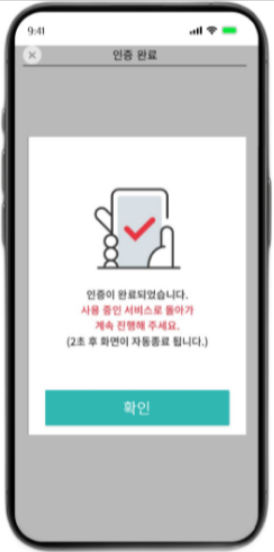 9:41
인증 완료
인증이 완료되었습니다.
사용 중인 서비스로 돌아가
계속 진행해 주세요.
(2초 후 화면이 자동종료 됩니다.)
확인